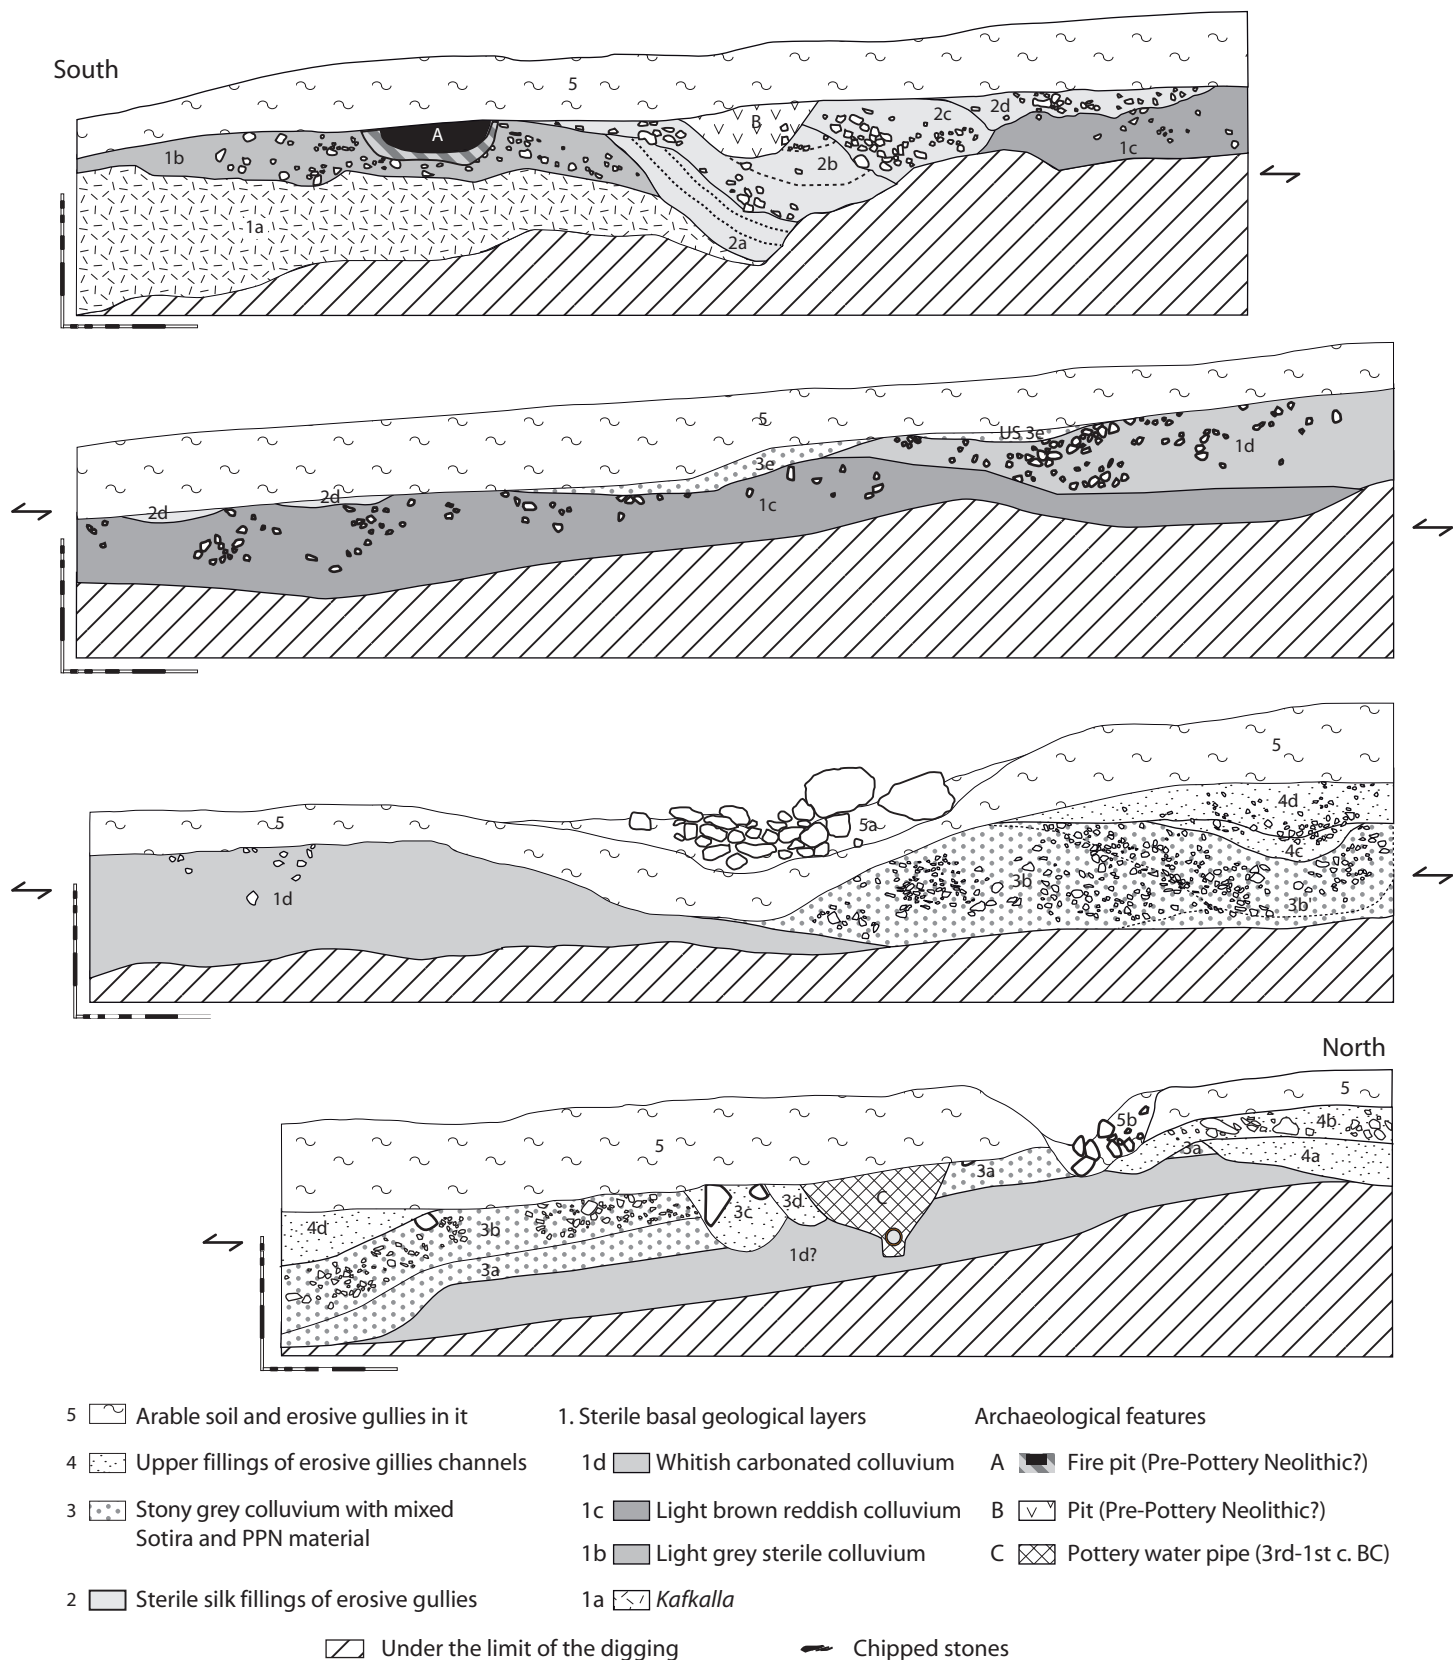 South
5
B
2d
2c
A
1b
2b
1c
1a
2a
5
US 3e
1d
3e
2d
2d
1c
5
5
4d
5a
4c
3b
1d
3b
North
5
5b
4b
5
3a
4a
3a
C
3d
3c
4d
3b
1d?
3a
5 Arable soil and erosive gullies in it
4 Upper fillings of erosive gillies channels
3 Stony grey colluvium with mixed
Sotira and PPN material
2 Sterile silk fillings of erosive gullies
1. Sterile basal geological layers
1d Whitish carbonated colluvium
1c Light brown reddish colluvium
1b Light grey sterile colluvium
1a Kafkalla
Archaeological features
A Fire pit (Pre-Pottery Neolithic?)
B Pit (Pre-Pottery Neolithic?)
C Pottery water pipe (3rd-1st c. BC)
Under the limit of the digging
Chipped stones